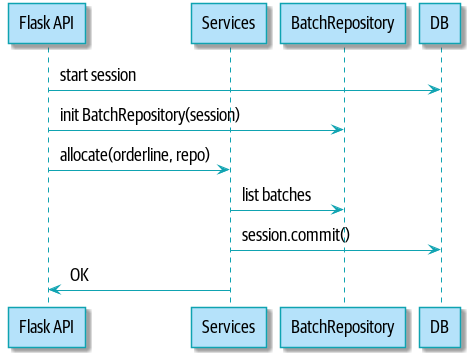 Flask API Services BatchRepository DB
start session
init BatchRepository(session)
allocate(orderline, repo)
list batches
session.commit()
OK
Flask API Services BatchRepository DB